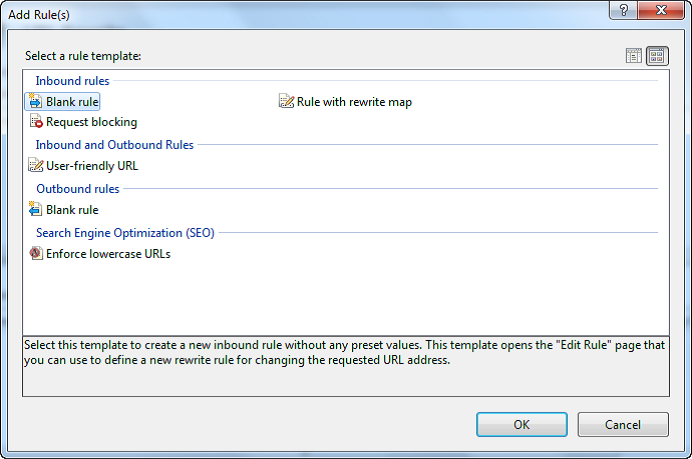 Add Rule(s)
Select a rule template:
Inbound rules
Blank rule
Rule with rewrite map
Request blocking
Inbound and Outbound Rules
User-friendly URL
Outbound rules
Blank rule
Search Engine Optimization (SEO)
Enforce lowercase URLs
Select this template to create a new inbound rule without any preset values. This template opens the "Edit Rule" page that
you can use to define a new rewrite rule for changing the requested URL address.
OK
Cancel